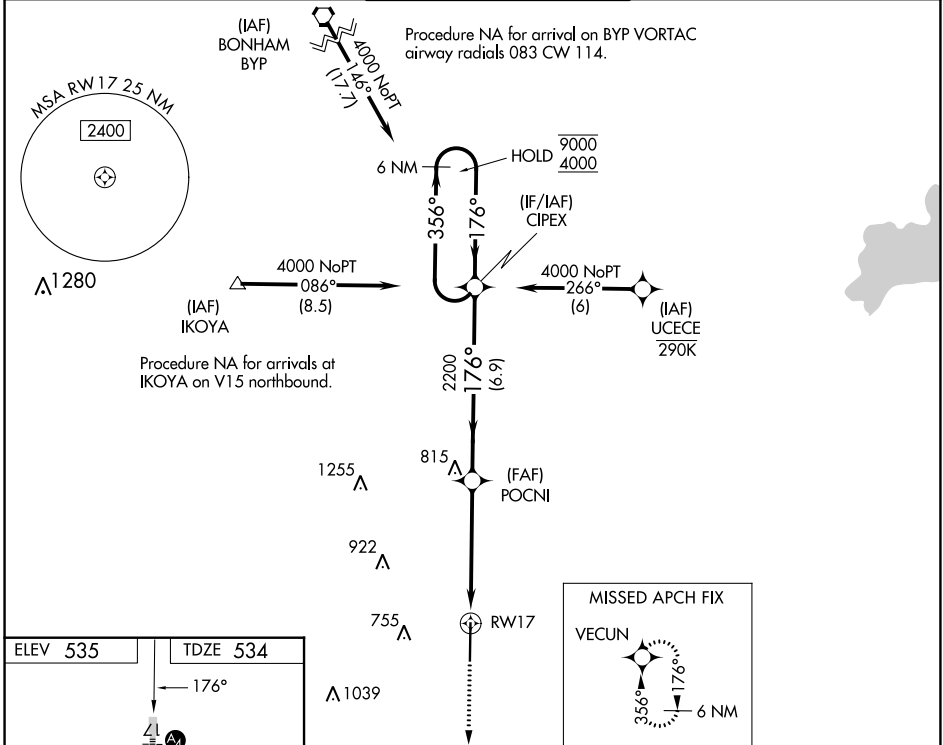 (IAF)
BONHAM
BYP
Procedure NA for arrival on BYP VORTAC
airway radials 083 CW 114.
4000 NoPT
146°
(17.7)
MSA RW17 25 NM
2400
1280
6 NM
HOLD 9000
4000
356°
176°
(IF/IAF)
CIPEX
4000 NoPT
086°
(8.5)
(IAF)
IKOYA
4000 NoPT
266°
(6)
(IAF)
UCECE
290K
Procedure NA for arrivals at
IKOYA on V15 northbound.
2200
176°
(6.9)
1255
815
(FAF)
POCNI
922
755
RW17
1039
MISSED APCH FIX
VECUN
356°
176°
6 NM
ELEV 535
TDZE 534
176°